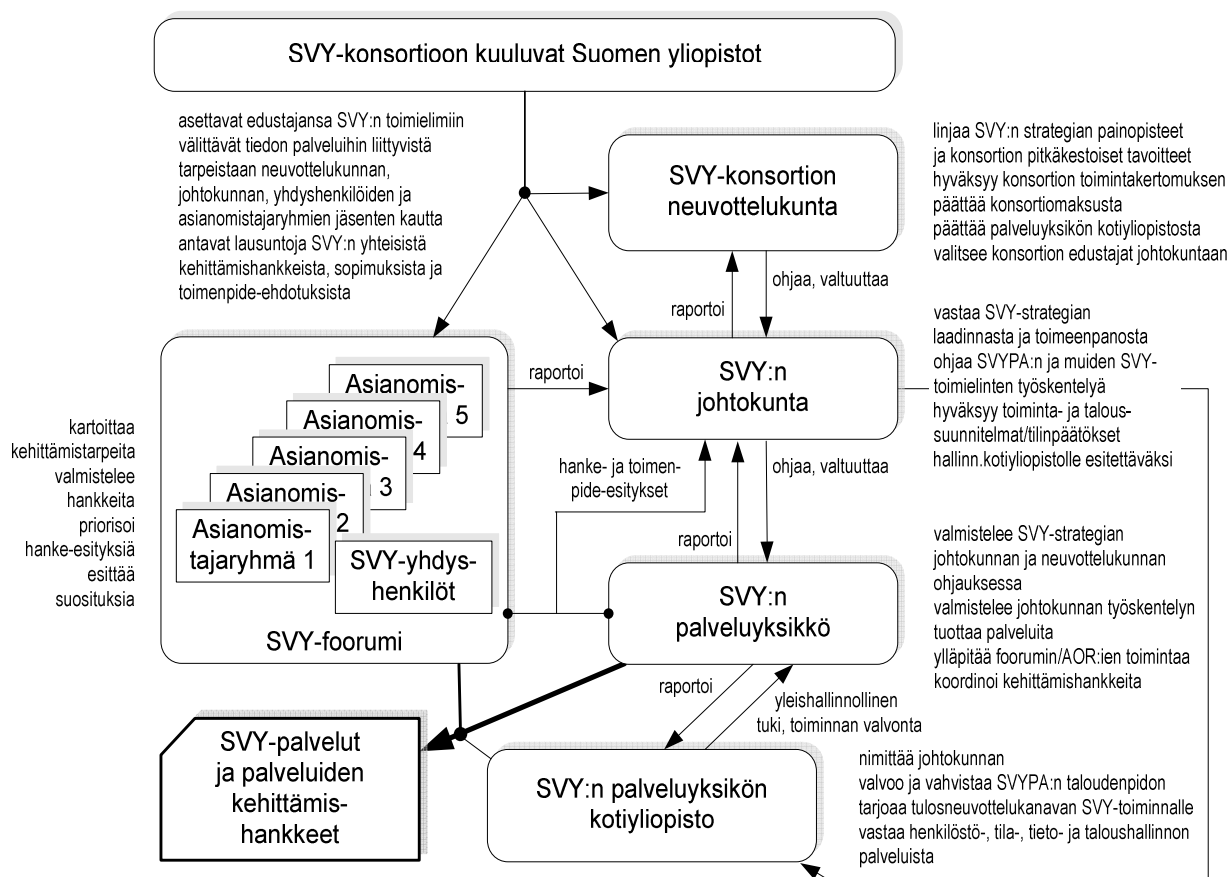 SVY-konsortioon kuuluvat Suomen yliopistot
asettavat edustajansa SVY:n toimielimiin
välittävät tiedon palveluihin liittyvistä
tarpeistaan neuvottelukunnan,
johtokunnan, yhdyshenkilöiden ja
asianomistajaryhmien jäsenten kautta
antavat lausuntoja SVY:n yhteisistä
kehittämishankkeista, sopimuksista ja
toimenpide-ehdotuksista
SVY-konsortion
neuvottelukunta
linjaa SVY:n strategian painopisteet
ja konsortion pitkäkestoiset tavoitteet
hyväksyy konsortion toimintakertomuksen
päättää konsortiomaksusta
päättää palveluyksikön kotiyliopistosta
valitsee konsortion edustajat johtokuntaan
raportoi
ohjaa, valtuuttaa
kartoittaa
kehittämistarpeita
valmistelee
hankkeita
priorisoi
hanke-esityksiä
esittää
suosituksia
Asianomis-
5
Asianomis-
4
Asianomis-
3
Asianomis-
2
Asianomis-
tajaryhmä 1
SVY-yhdys-
henkilöt
SVY-foorumi
raportoi
SVY:n
johtokunta
vastaa SVY-strategian
laadinnasta ja toimeenpanosta
ohjaa SVYPA:n ja muiden SVY-
toimielinten työskentelyä
hyväksyy toiminta- ja talous-
suunnitelmat/tilinpäätökset
hallinn.kotiyliopistolle esitettäväksi
hanke- ja toimen-
pide-esitykset
raportoi
ohjaa, valtuuttaa
SVY:n
palveluyksikkö
valmistelee SVY-strategian
johtokunnan ja neuvottelukunnan
ohjauksessa
valmistelee johtokunnan työskentelyn
tuottaa palveluita
ylläpitää foorumin/AOR:ien toimintaa
koordinoi kehittämishankkeita
raportoi
yleishallinnollinen
tuki, toiminnan valvonta
SVY-palvelut
ja palveluiden
kehittämis-
hankkeet
SVY:n palveluyksikön
kotiyliopisto
nimittää johtokunnan
valvoo ja vahvistaa SVYPA:n taloudenpidon
tarjoaa tulosneuvottelukanavan SVY-toiminnalle
vastaa henkilöstö-, tila-, tieto- ja taloushallinnon
palveluista